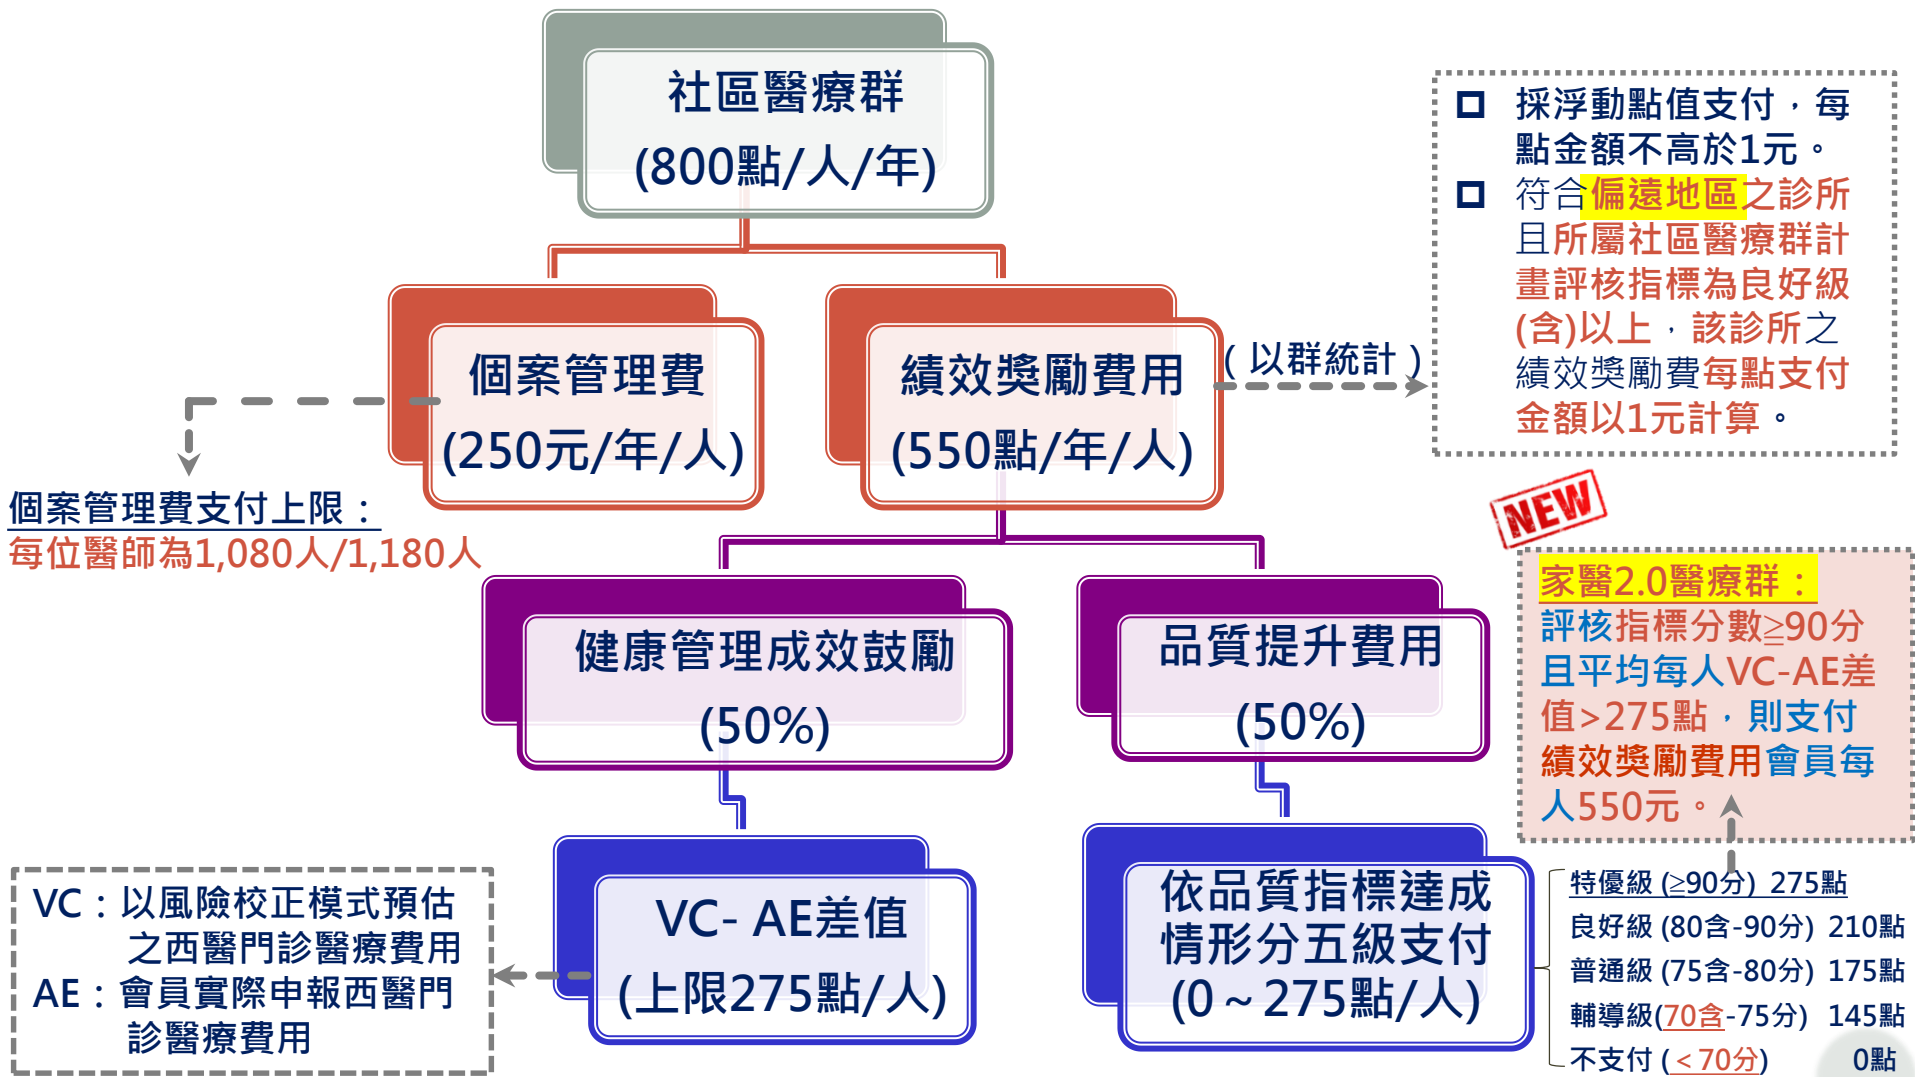 社區醫療群
(800點/人/年)
採浮動點值支付，每
點金額不高於1元。
符合偏遠地區之診所
且所屬社區醫療群計
畫評核指標為良好級
(含)以上，該診所之
績效獎勵費每點支付
金額以1元計算。
個案管理費
(250元/年/人)
績效獎勵費用
(550點/年/人)
(以群統計)
個案管理費支付上限：
每位醫師為1,080人/1,180人
NEW
家醫2.0醫療群：
評核指標分數≧90分
且平均每人VC-AE差
值>275點，則支付
績效獎勵費用會員每
人550元。
健康管理成效鼓勵
(50%)
品質提升費用
(50%)
VC：以風險校正模式預估
之西醫門診醫療費用
AE：會員實際申報西醫門
診醫療費用
VC- AE差值
(上限275點/人)
依品質指標達成
情形分五級支付
(0～275點/人)
特優級 (≧90分) 275點
良好級 (80含-90分) 210點
普通級 (75含-80分) 175點
輔導級(70含-75分) 145點
不支付 (＜70分) 0點